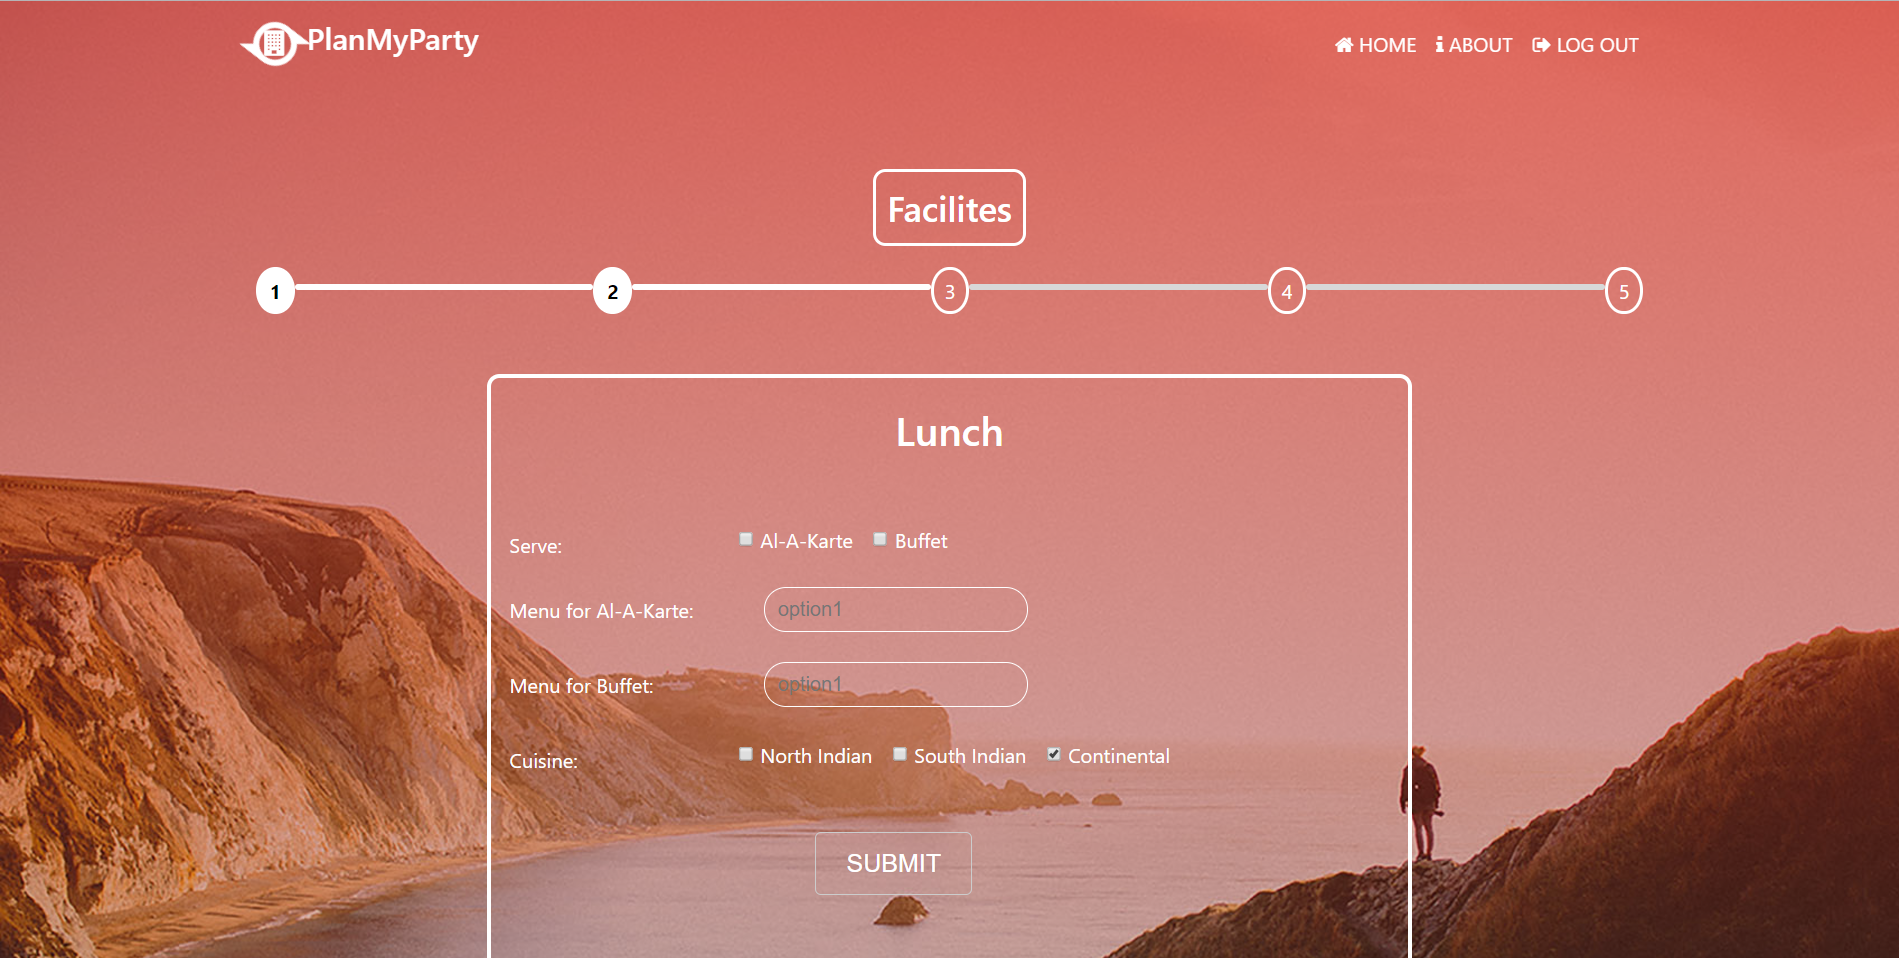 PlanMyParty
HOME ABOUT LOG OUT
Facilites
1 2 3 4 5
Lunch
Serve: Al-A-Karte Buffet
Menu for Al-A-Karte: option1
Menu for Buffet: option1
Cuisine: North Indian South Indian Continental
SUBMIT